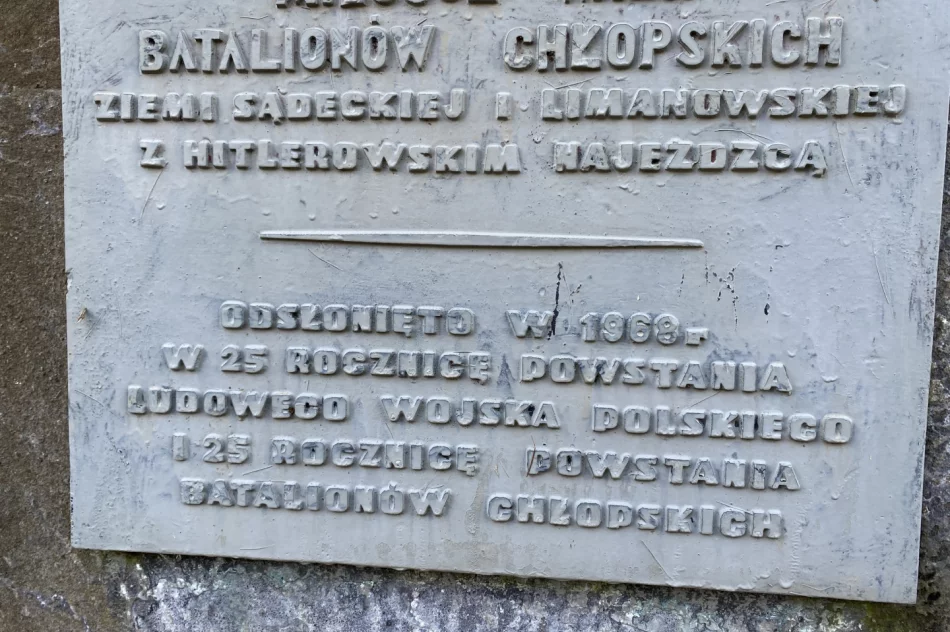 BATALIONÓW CHŁOPSKICH
ZIEMI SĄDECKIEJ I LIMANOWSKIEJ
Z HITLEROWSKIM NAJEŹDZCĄ
ODSŁONIĘTO W 1968 r
W 25 ROCZNICĘ POWSTANIA
LUDOWEGO WOJSKA POLSKIEGO
I 25 ROCZNICĘ POWSTANIA
BATALIONÓW CHŁOPSKICH